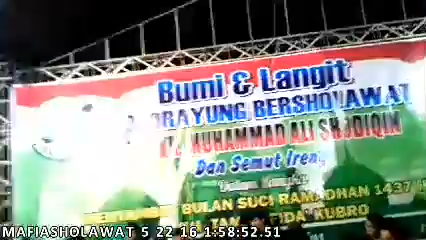 Bumi & Langit
BERSHOLAWAT
MUHAMMAD ALI SHODIQIN
Dan Semut Ireng
Dalam
BULAN SUCI RAMADHAN 1437
KUBRO
MAFIASHOLAWAT 5 22 16 1:58:52.51